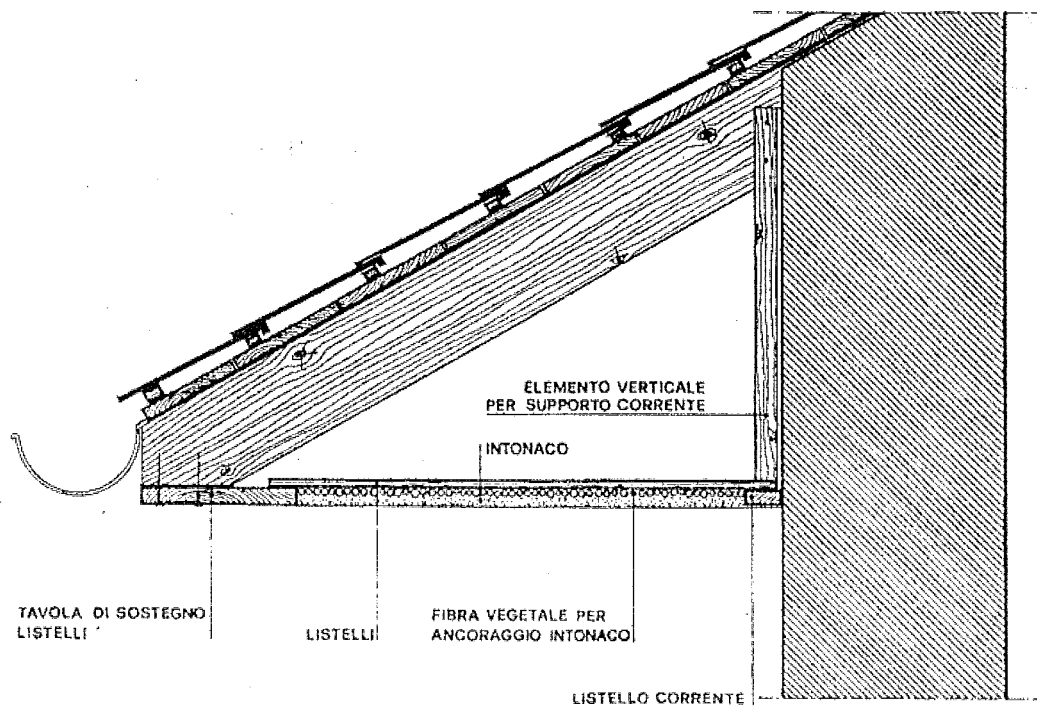 ELEMENTO VERTICALE
PER SUPPORTO CORRENTE
INTONACO
TAVOLA DI SOSTEGNO
LISTELLI
LISTELLI
FIBRA VEGETALE PER
ANCORAGGIO INTONACO
LISTELLO CORRENTE